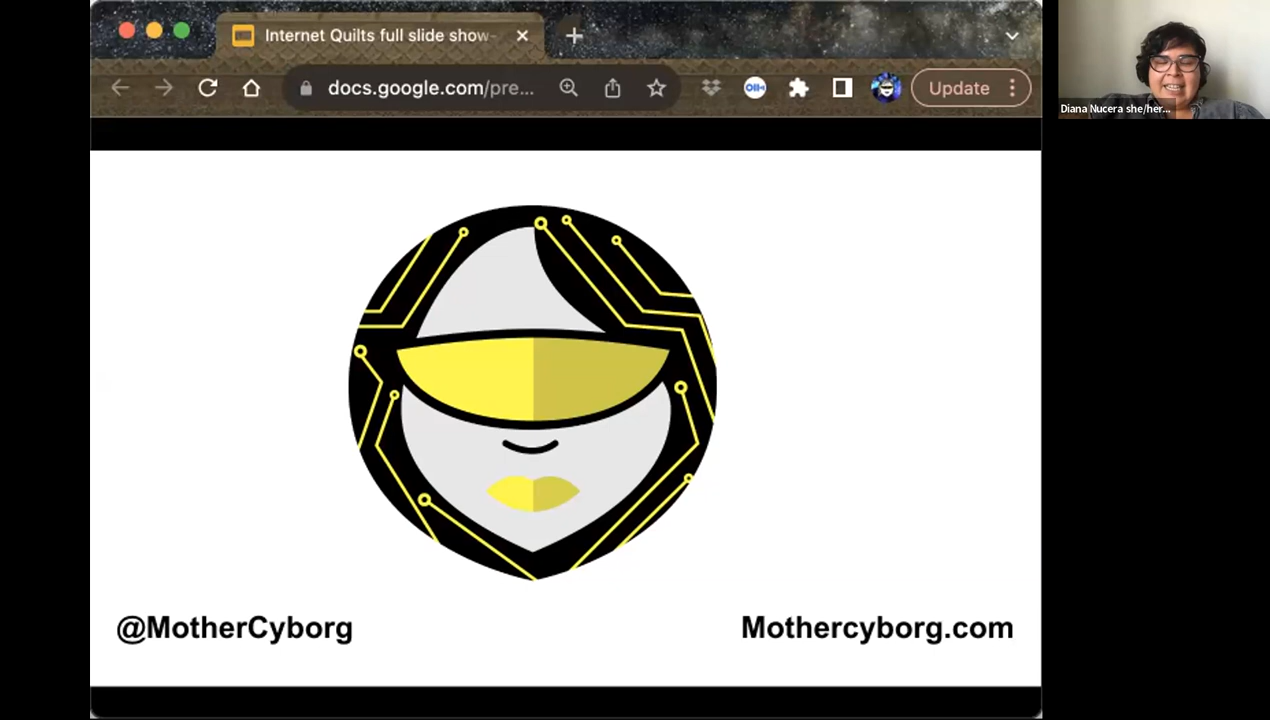 Internet Quilts full slide show-
docs.google.com/pre...
Update
Diana Nucera she/her...
@MotherCyborg
Mothercyborg.com